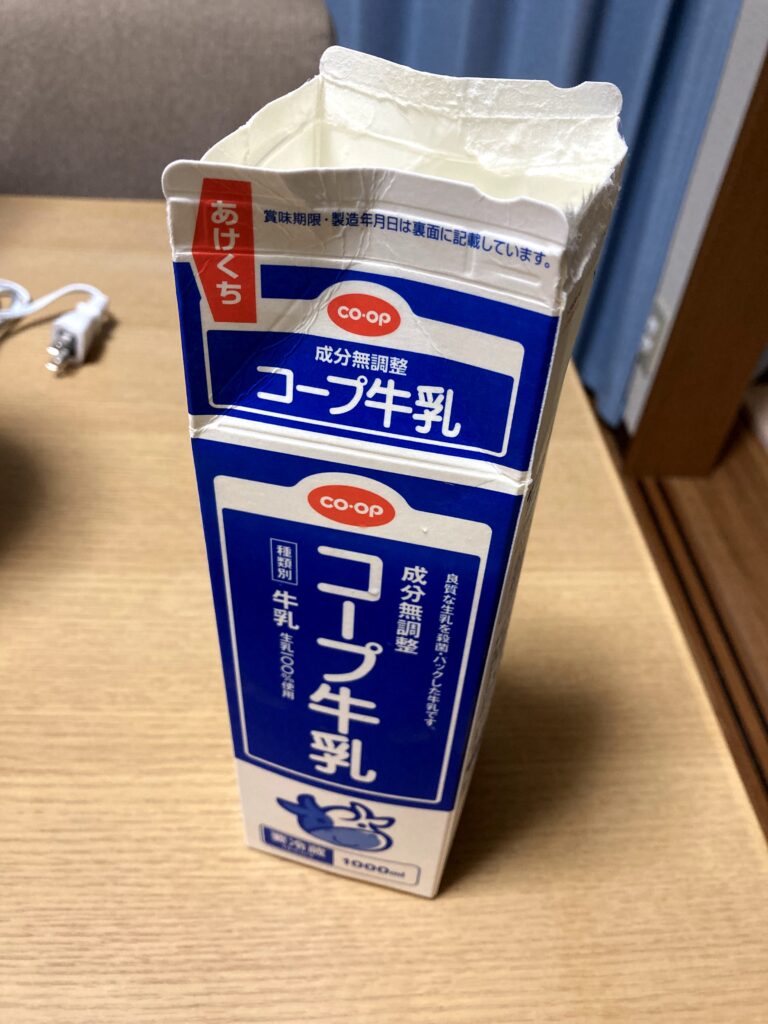 あけくち
賞味期限・製造年月日は裏面に記載しています。
CO·OP
成分無調整
コープ牛乳
CO·OP
良質な生乳を殺菌・パックした牛乳です。
成分無調整
コープ牛乳
種類別
牛乳
生乳100%使用
要冷蔵
1000ml